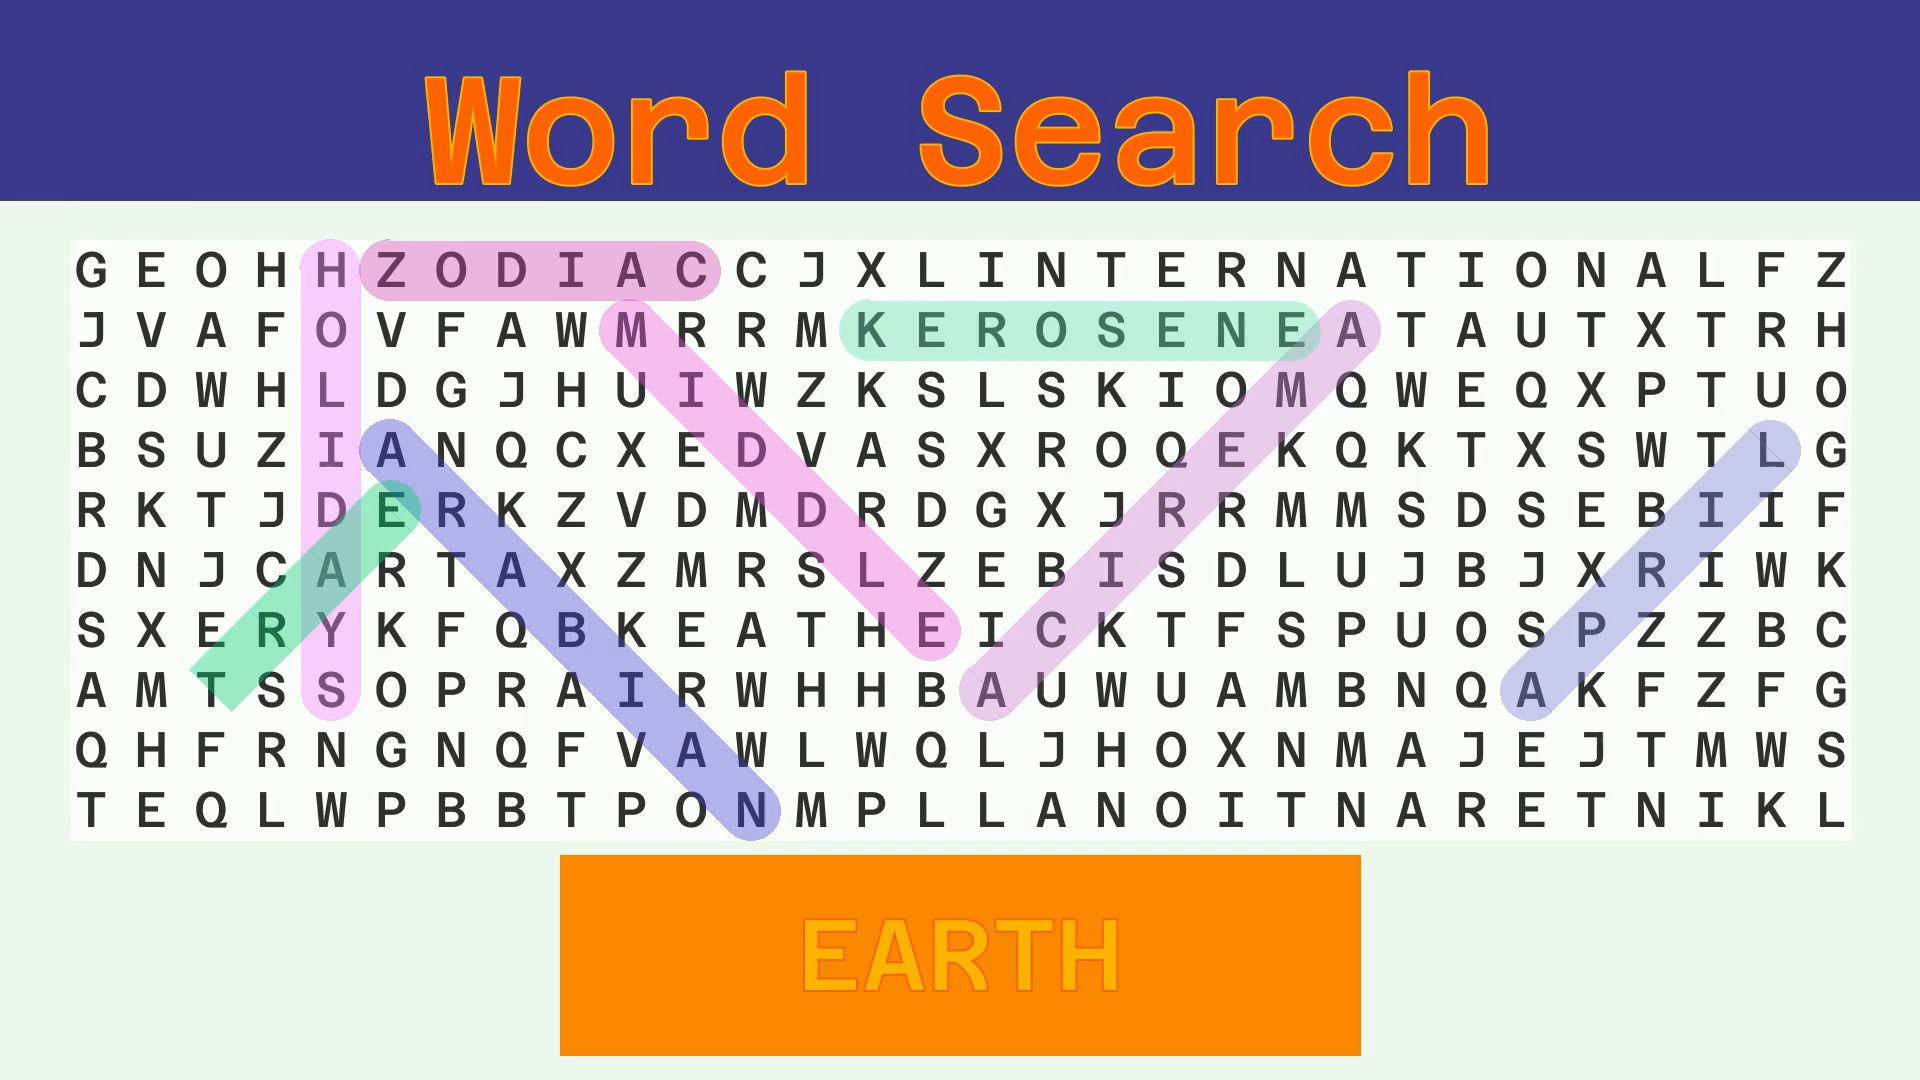 Word Search
G E O H H Z O D I A C C J X L I N T E R N A T I O N A L F Z
J V A F O V F A W M R R M K E R O S E N E A T A U T X T R H
C D W H L D G J H U I W Z K S L S K I O M Q W E Q X P T U O
B S U Z I A N Q C X E D V A S X R O Q E K Q K T X S W T L G
R K T J D E R K Z V D M D R D G X J R R M M S D S E B I I F
D N J C A R T A X Z M R S L Z E B I S D L U J B J X R I W K
S X E R Y K F Q B K E A T H E I C K T F S P U O S P Z Z B C
A M T S S O P R A I R W H H B A U W U A M B N Q A K F Z F G
Q H F R N G N Q F V A W L W Q L J H O X N M A J E J T M W S
T E Q L W P B B T P O N M P L L A N O I T N A R E T N I K L
EARTH